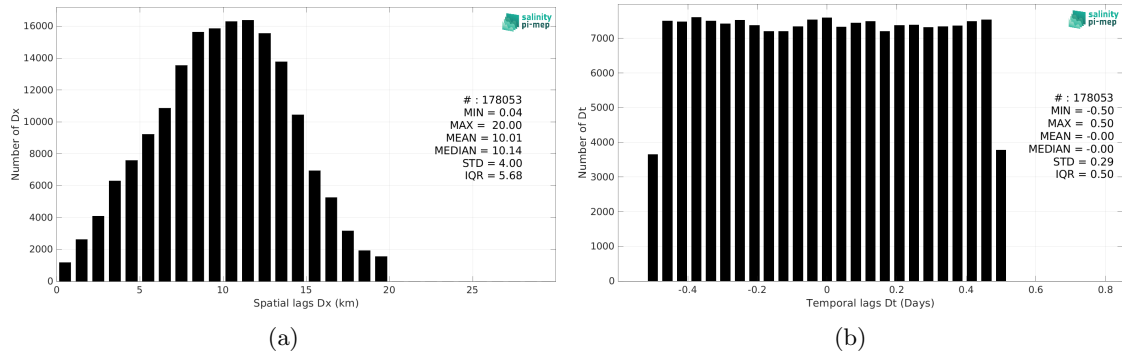 salinity
pi-mep
# : 178053
MIN = 0.04
MAX = 20.00
MEAN = 10.01
MEDIAN = 10.14
STD = 4.00
IQR = 5.68
Number of Dx
16000
14000
12000
10000
8000
6000
4000
2000
0
0 5 10 15 20 25
Spatial lags Dx (km)
(a)
salinity
pi-mep
# : 178053
MIN = -0.50
MAX = 0.50
MEAN = -0.00
MEDIAN = -0.00
STD = 0.29
IQR = 0.50
Number of Dt
7000
6000
5000
4000
3000
2000
1000
0
-0.4 -0.2 0 0.2 0.4 0.6 0.8
Temporal lags Dt (Days)
(b)